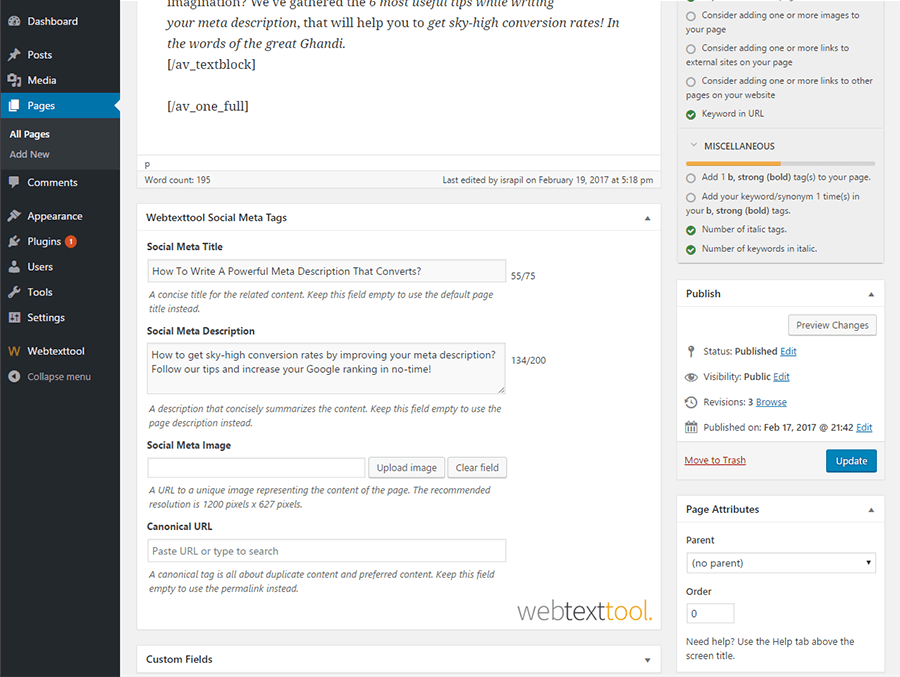 Dashboard
Posts
Media
Pages
All Pages
Add New
Comments
Appearance
Plugins 1
Users
Tools
Settings
W Webtexttool
Collapse menu
imagination? We've gathered the 6 most useful tips while writing
your meta description, that will help you to get sky-high conversion rates! In
the words of the great Ghandi.
[/av_textblock]
[/av_one_full]
p
Word count: 195
Last edited by israpil on February 19, 2017 at 5:18 pm
Webtexttool Social Meta Tags
Social Meta Title
How To Write A Powerful Meta Description That Converts?
55/75
A concise title for the related content. Keep this field empty to use the default page
title instead.
Social Meta Description
How to get sky-high conversion rates by improving your meta description?
Follow our tips and increase your Google ranking in no-time!
134/200
A description that concisely summarizes the content. Keep this field empty to use the
page description instead.
Social Meta Image
Upload image
Clear field
A URL to a unique image representing the content of the page. The recommended
resolution is 1200 pixels x 627 pixels.
Canonical URL
Paste URL or type to search
A canonical tag is all about duplicate content and preferred content. Keep this field
empty to use the permalink instead.
webtexttool.
Custom Fields
Consider adding one or more images to
your page
Consider adding one or more links to
external sites on your page
Consider adding one or more links to other
pages on your website
Keyword in URL
MISCELLANEOUS
Add 1 b, strong (bold) tag(s) to your page.
Add your keyword/synonym 1 time(s) in
your b, strong (bold) tags.
Number of italic tags.
Number of keywords in italic.
Publish
Preview Changes
Status: Published Edit
Visibility: Public Edit
Revisions: 3 Browse
Published on: Feb 17, 2017 @ 21:42 Edit
Move to Trash
Update
Page Attributes
Parent
(no parent)
Order
0
Need help? Use the Help tab above the
screen title.